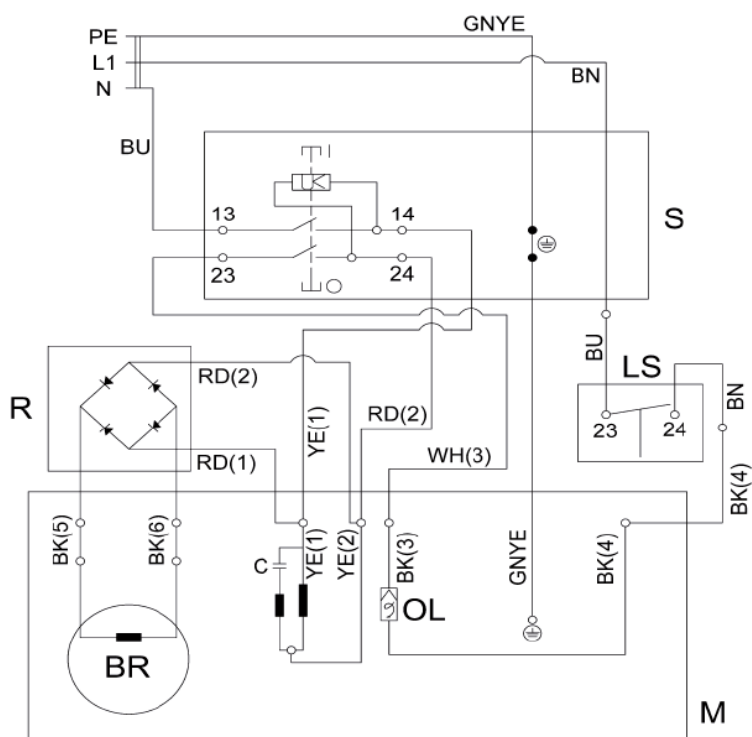 GNYE
PE
L1
N
BN
BU
I
U<
13
14
S
23
24
O
BU
LS
BN
R
RD(2)
RD(2)
YE(1)
23
24
RD(1)
WH(3)
BK(4)
BK(5)
BK(6)
C
YE(1)
YE(2)
BK(3)
OL
GNYE
BK(4)
BR
M